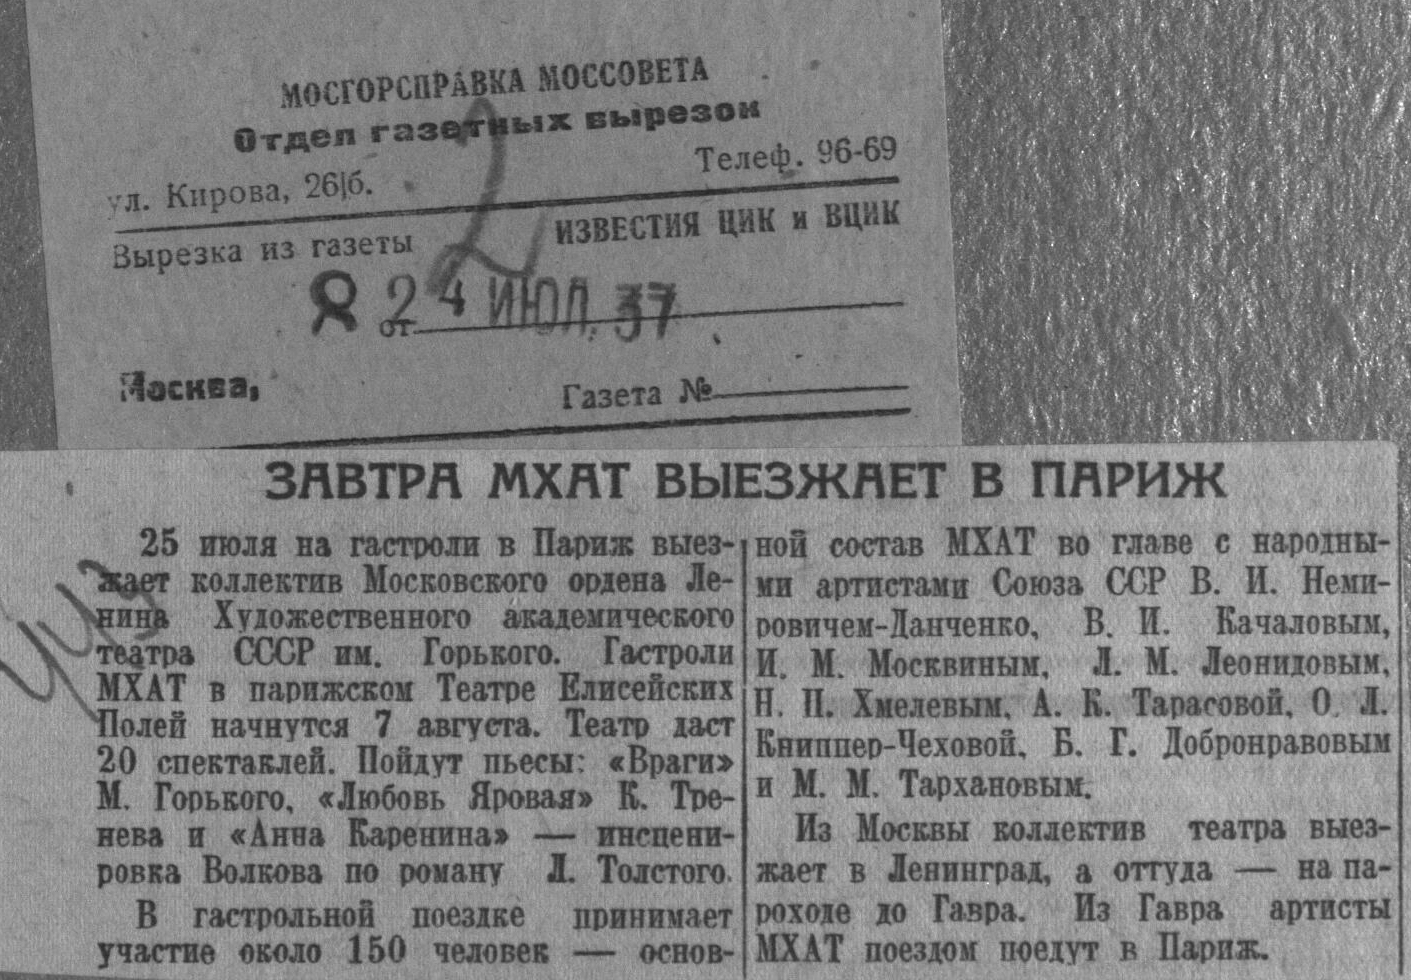 МОСГОРСПРАВКА МОССОВЕТА
Отдел газетных вырезок
ул. Кирова, 26|б.
Телеф. 96-69
Вырезка из газеты
ИЗВЕСТИЯ ЦИК и ВЦИК
2
8
от 24 ИЮЛ. 37
Москва,
Газета №
ЗАВТРА МХАТ ВЫЕЗЖАЕТ В ПАРИЖ
25 июля на гастроли в Париж выез-
жает коллектив Московского ордена Ле-
нина Художественного академического
театра СССР им. Горького. Гастроли
МХАТ в парижском Театре Елисейских
Полей начнутся 7 августа. Театр даст
20 спектаклей. Пойдут пьесы: «Враги»
М. Горького, «Любовь Яровая» К. Тре-
нева и «Анна Каренина» — инсцени-
ровка Волкова по роману Л. Толстого.
В гастрольной поездке принимает
участие около 150 человек — основ-
ной состав МХАТ во главе с народны-
ми артистами Союза ССР В. И. Неми-
ровичем-Данченко, В. И. Качаловым,
И. М. Москвиным, Л. М. Леонидовым,
Н. П. Хмелевым, А. К. Тарасовой, О. Л.
Книппер-Чеховой, Б. Г. Добронравовым
и М. М. Тархановым.
Из Москвы коллектив театра выез-
жает в Ленинград, а оттуда — на па-
роходе до Гавра. Из Гавра артисты
МХАТ поездом поедут в Париж.